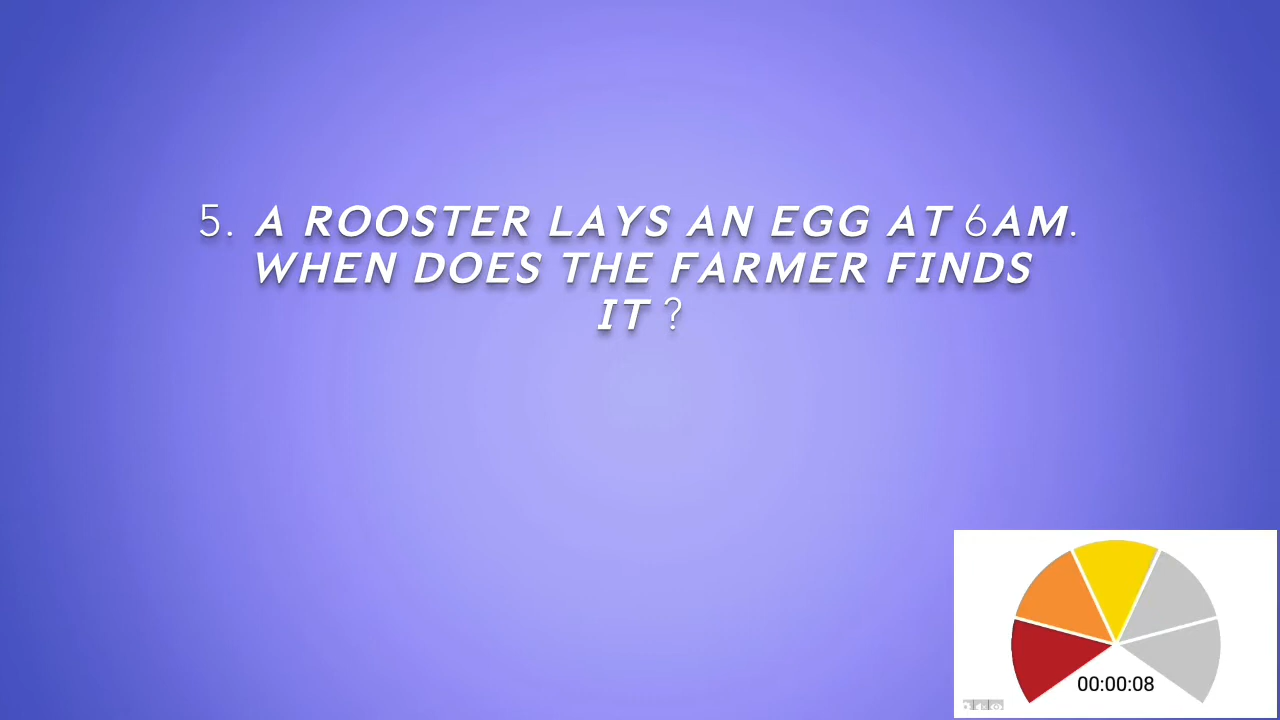 5. A ROOSTER LAYS AN EGG AT 6AM.
WHEN DOES THE FARMER FINDS
IT ?
00:00:08